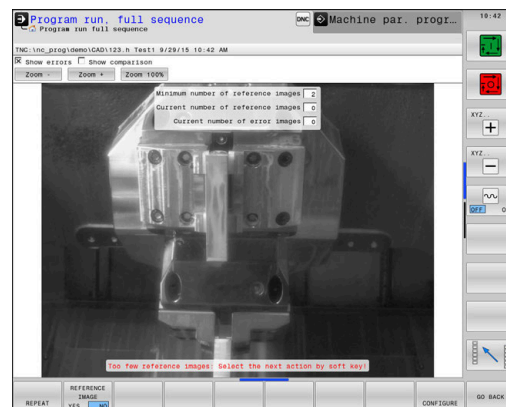 Program run, full sequence
DNC
Machine par. progr…
10:42
Program run full sequence
TNC:\nc_prog\demo\CAD\123.h Test1 9/29/15 10:42 AM
Show errors
Show comparison
Zoom -
Zoom +
Zoom 100%
Minimum number of reference images 2
Current number of reference images 0
Current number of error images 0
XYZ..
+
XYZ..
−
OFF
Too few reference images: Select the next action by soft key!
REPEAT
REFERENCE
IMAGE
YES NO
CONFIGURE
GO BACK